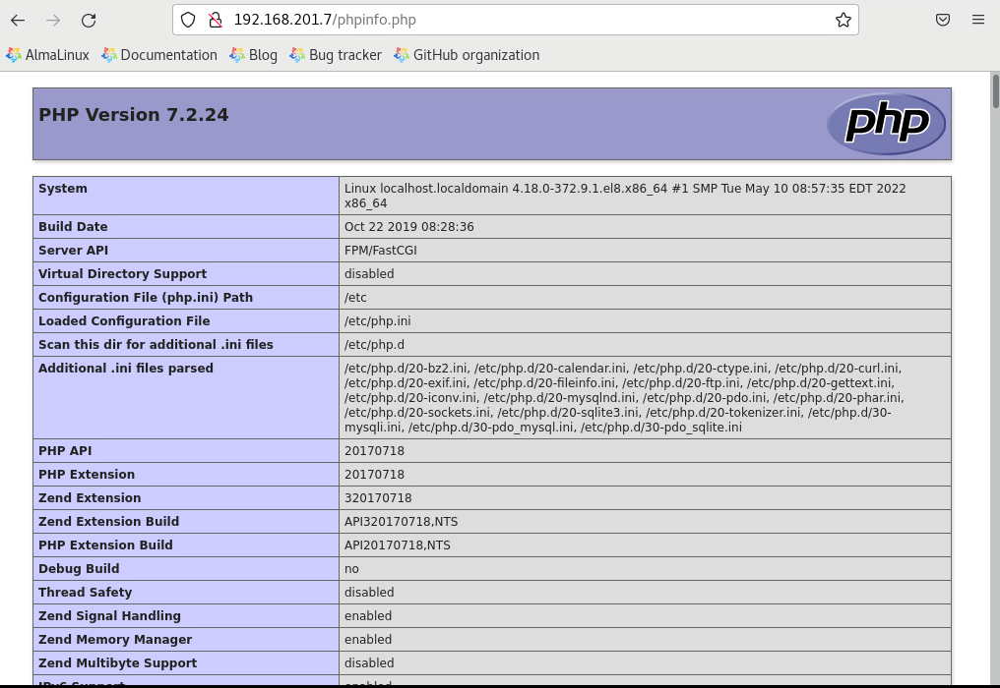 192.168.201.7/phpinfo.php
AlmaLinux Documentation Blog Bug tracker GitHub organization
PHP Version 7.2.24
php
System Linux localhost.localdomain 4.18.0-372.9.1.el8.x86_64 #1 SMP Tue May 10 08:57:35 EDT 2022
x86_64
Build Date Oct 22 2019 08:28:36
Server API FPM/FastCGI
Virtual Directory Support disabled
Configuration File (php.ini) Path /etc
Loaded Configuration File /etc/php.ini
Scan this dir for additional .ini files /etc/php.d
Additional .ini files parsed /etc/php.d/20-bz2.ini, /etc/php.d/20-calendar.ini, /etc/php.d/20-ctype.ini, /etc/php.d/20-curl.ini,
/etc/php.d/20-exif.ini, /etc/php.d/20-fileinfo.ini, /etc/php.d/20-ftp.ini, /etc/php.d/20-gettext.ini,
/etc/php.d/20-iconv.ini, /etc/php.d/20-mysqlnd.ini, /etc/php.d/20-pdo.ini, /etc/php.d/20-phar.ini,
/etc/php.d/20-sockets.ini, /etc/php.d/20-sqlite3.ini, /etc/php.d/20-tokenizer.ini, /etc/php.d/30-
mysqli.ini, /etc/php.d/30-pdo_mysql.ini, /etc/php.d/30-pdo_sqlite.ini
PHP API 20170718
PHP Extension 20170718
Zend Extension 320170718
Zend Extension Build API320170718,NTS
PHP Extension Build API20170718,NTS
Debug Build no
Thread Safety disabled
Zend Signal Handling enabled
Zend Memory Manager enabled
Zend Multibyte Support disabled
IPv6 Support enabled